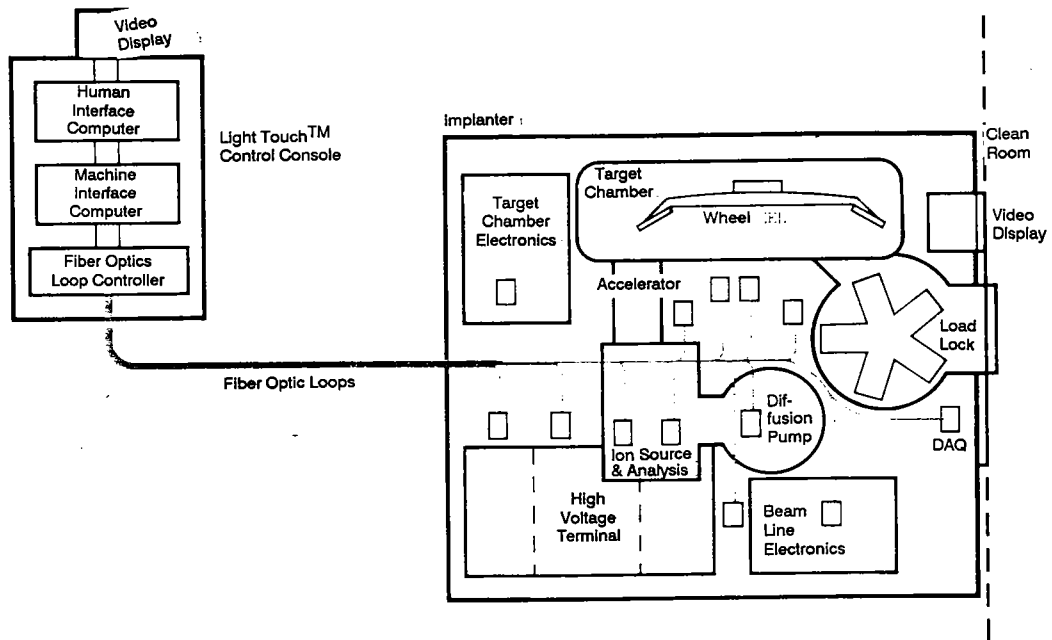 Video
Display
Human
Interface
Computer
Machine
Interface
Computer
Fiber Optics
Loop Controller
Light Touch™
Control Console
Fiber Optic Loops
Implanter
Clean
Room
Target
Chamber
Wheel
Target
Chamber
Electronics
Video
Display
Accelerator
Load
Lock
Dif-
fusion
Pump
DAQ
Ion Source
& Analysis
High
Voltage
Terminal
Beam
Line
Electronics